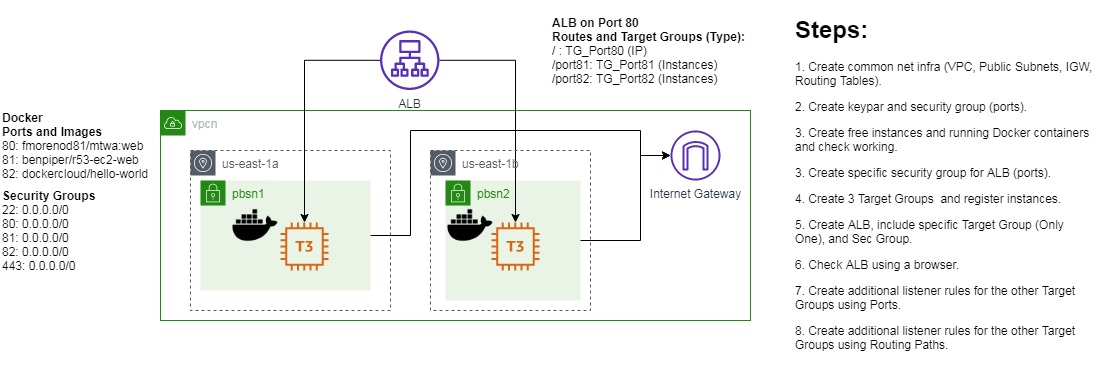 ALB on Port 80
Routes and Target Groups (Type):
/ : TG_Port80 (IP)
/port81: TG_Port81 (Instances)
/port82: TG_Port82 (Instances)
ALB
Docker
Ports and Images
80: fmorenod81/mtwa:web
81: benpiper/r53-ec2-web
82: dockercloud/hello-world
Security Groups
22: 0.0.0.0/0
80: 0.0.0.0/0
81: 0.0.0.0/0
82: 0.0.0.0/0
443: 0.0.0.0/0
vpcn
us-east-1a
pbsn1
T3
us-east-1b
pbsn2
T3
Internet Gateway
Steps:
1. Create common net infra (VPC, Public Subnets, IGW,
Routing Tables).
2. Create keypar and security group (ports).
3. Create free instances and running Docker containers
and check working.
3. Create specific security group for ALB (ports).
4. Create 3 Target Groups and register instances.
5. Create ALB, include specific Target Group (Only
One), and Sec Group.
6. Check ALB using a browser.
7. Create additional listener rules for the other Target
Groups using Ports.
8. Create additional listener rules for the other Target
Groups using Routing Paths.